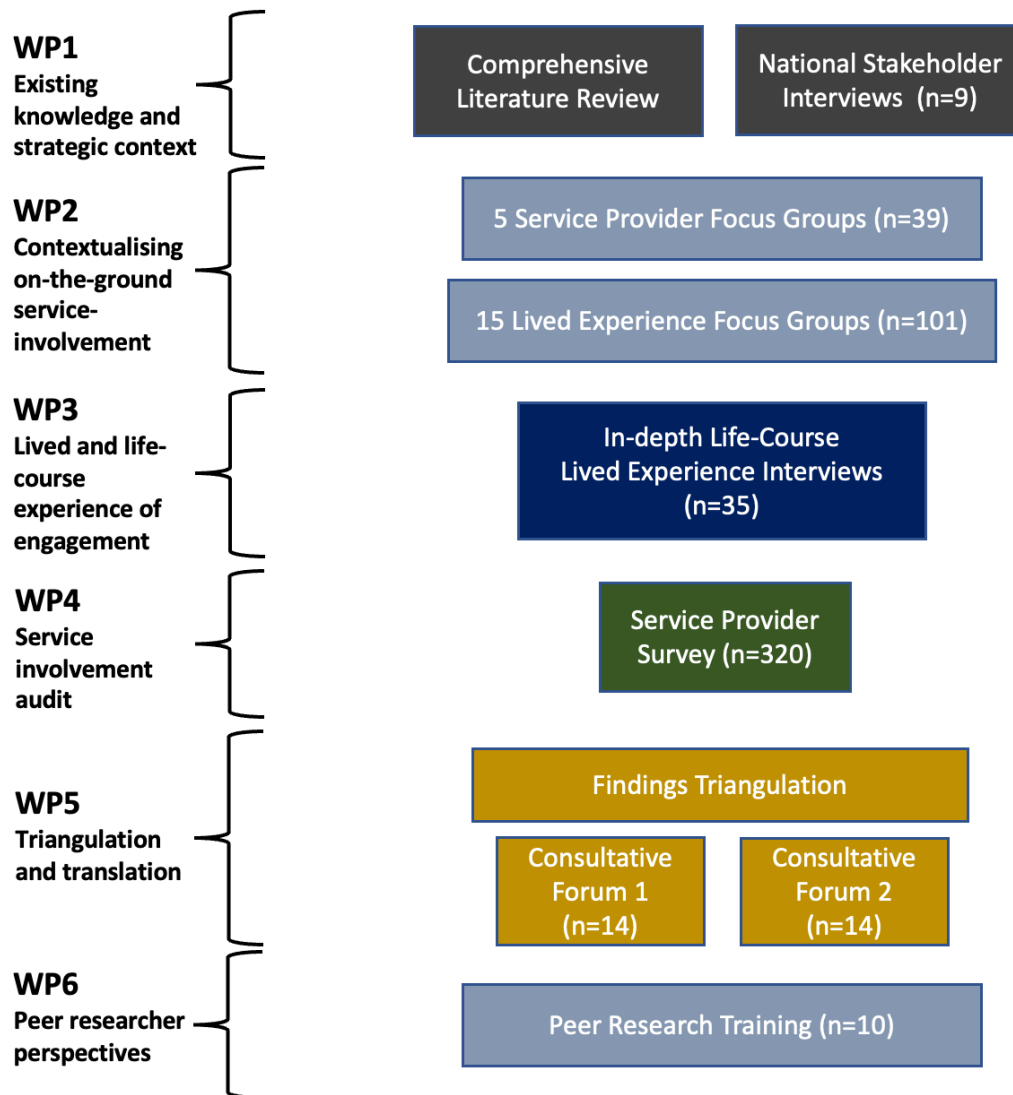 WP1
Existing
knowledge and
strategic context
Comprehensive
Literature Review
National Stakeholder
Interviews (n=9)
WP2
Contextualising
on-the-ground
service-
involvement
5 Service Provider Focus Groups (n=39)
15 Lived Experience Focus Groups (n=101)
WP3
Lived and life-
course
experience of
engagement
In-depth Life-Course
Lived Experience Interviews
(n=35)
WP4
Service
involvement
audit
Service Provider
Survey (n=320)
WP5
Triangulation
and translation
Findings Triangulation
Consultative
Forum 1
(n=14)
Consultative
Forum 2
(n=14)
WP6
Peer researcher
perspectives
Peer Research Training (n=10)